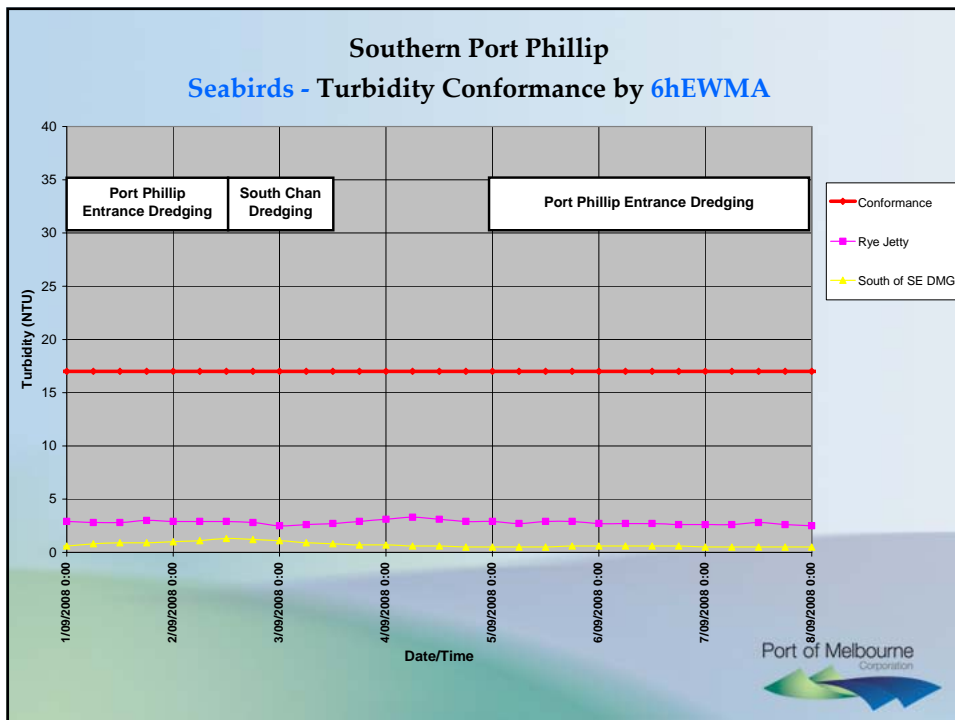 Southern Port Phillip
Seabirds - Turbidity Conformance by 6hEWMA
40
35
30
25
20
15
10
5
0
Turbidity (NTU)
Port Phillip
Entrance Dredging
South Chan
Dredging
Port Phillip Entrance Dredging
Conformance
Rye Jetty
South of SE DMG
1/09/2008 0:00
2/09/2008 0:00
3/09/2008 0:00
4/09/2008 0:00
5/09/2008 0:00
6/09/2008 0:00
7/09/2008 0:00
8/09/2008 0:00
Date/Time
Port of Melbourne
Corporation